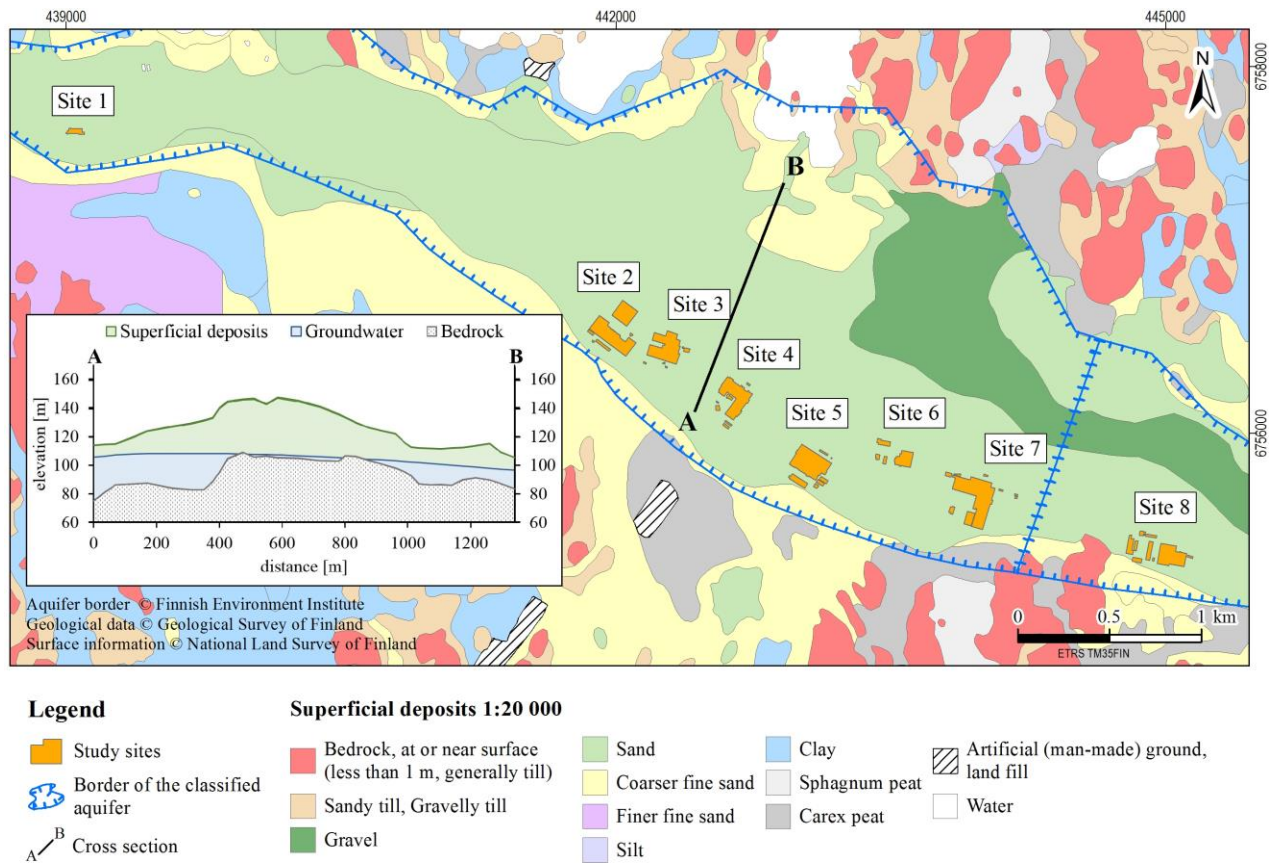 439000
442000
445000
6758000
N
Site 1
B
Site 2
Site 3
Site 4
A
Site 5
Site 6
Site 7
6756000
Site 8
Superficial deposits
Groundwater
Bedrock
A
B
160
140
120
100
80
60
elevation [m]
160
140
120
100
80
60
0
200
400
600
800
1000
1200
distance [m]
Aquifer border © Finnish Environment Institute
Geological data © Geological Survey of Finland
Surface information © National Land Survey of Finland
0
0.5
1 km
ETRS TM35FIN
Legend
Study sites
Border of the classified
aquifer
A
B
Cross section
Superficial deposits 1:20 000
Bedrock, at or near surface
(less than 1 m, generally till)
Sandy till, Gravelly till
Gravel
Sand
Coarser fine sand
Finer fine sand
Silt
Clay
Sphagnum peat
Carex peat
Artificial (man-made) ground,
land fill
Water